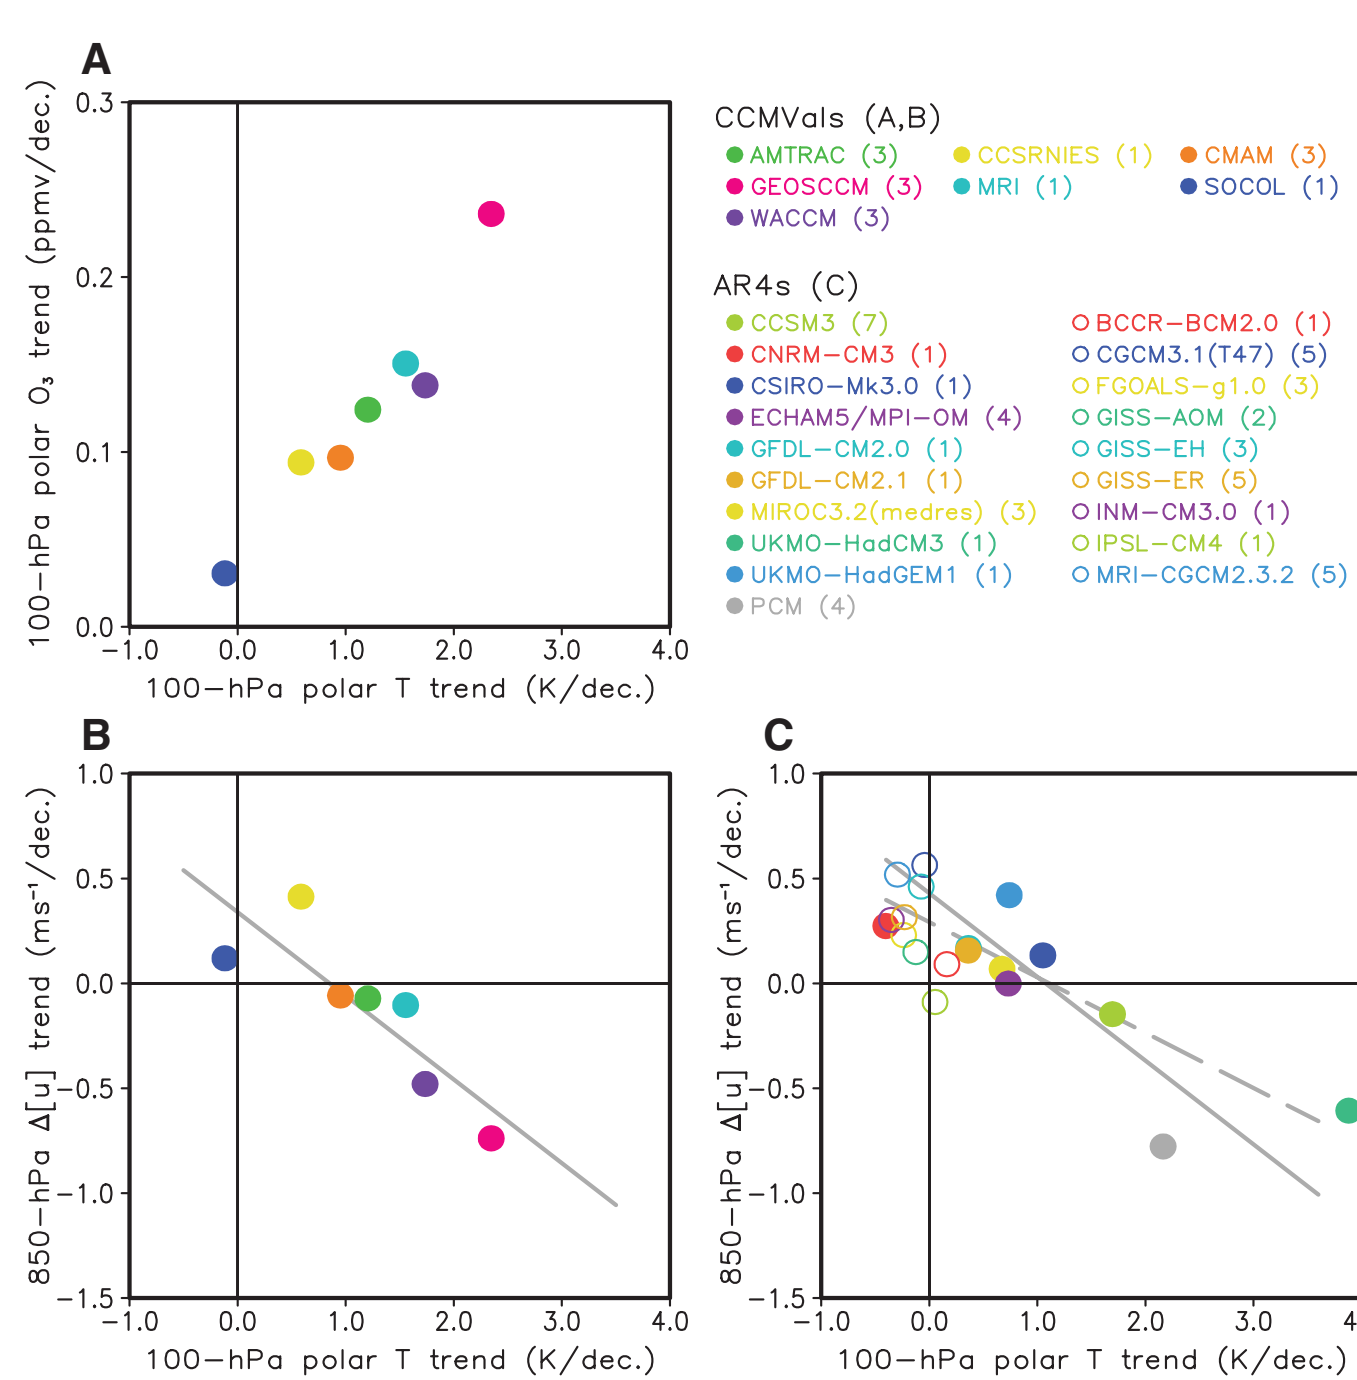 A
100-hPa polar O₃ trend (ppmv/dec.)
0.3
0.2
0.1
0.0
-1.0 0.0 1.0 2.0 3.0 4.0
100-hPa polar T trend (K/dec.)
CCMVals (A,B)
AMTRAC (3) CCSRNIES (1) CMAM (3)
GEOSCCM (3) MRI (1) SOCOL (1)
WACCM (3)
AR4s (C)
CCSM3 (7) BCCR-BCM2.0 (1)
CNRM-CM3 (1) CGCM3.1(T47) (5)
CSIRO-Mk3.0 (1) FGOALS-g1.0 (3)
ECHAM5/MPI-OM (4) GISS-AOM (2)
GFDL-CM2.0 (1) GISS-EH (3)
GFDL-CM2.1 (1) GISS-ER (5)
MIROC3.2(medres) (3) INM-CM3.0 (1)
UKMO-HadCM3 (1) IPSL-CM4 (1)
UKMO-HadGEM1 (1) MRI-CGCM2.3.2 (5)
PCM (4)
B
850-hPa Δ[u] trend (ms⁻¹/dec.)
1.0
0.5
0.0
-0.5
-1.0
-1.5
-1.0 0.0 1.0 2.0 3.0 4.0
100-hPa polar T trend (K/dec.)
C
850-hPa Δ[u] trend (ms⁻¹/dec.)
1.0
0.5
0.0
-0.5
-1.0
-1.5
-1.0 0.0 1.0 2.0 3.0 4
100-hPa polar T trend (K/dec.)